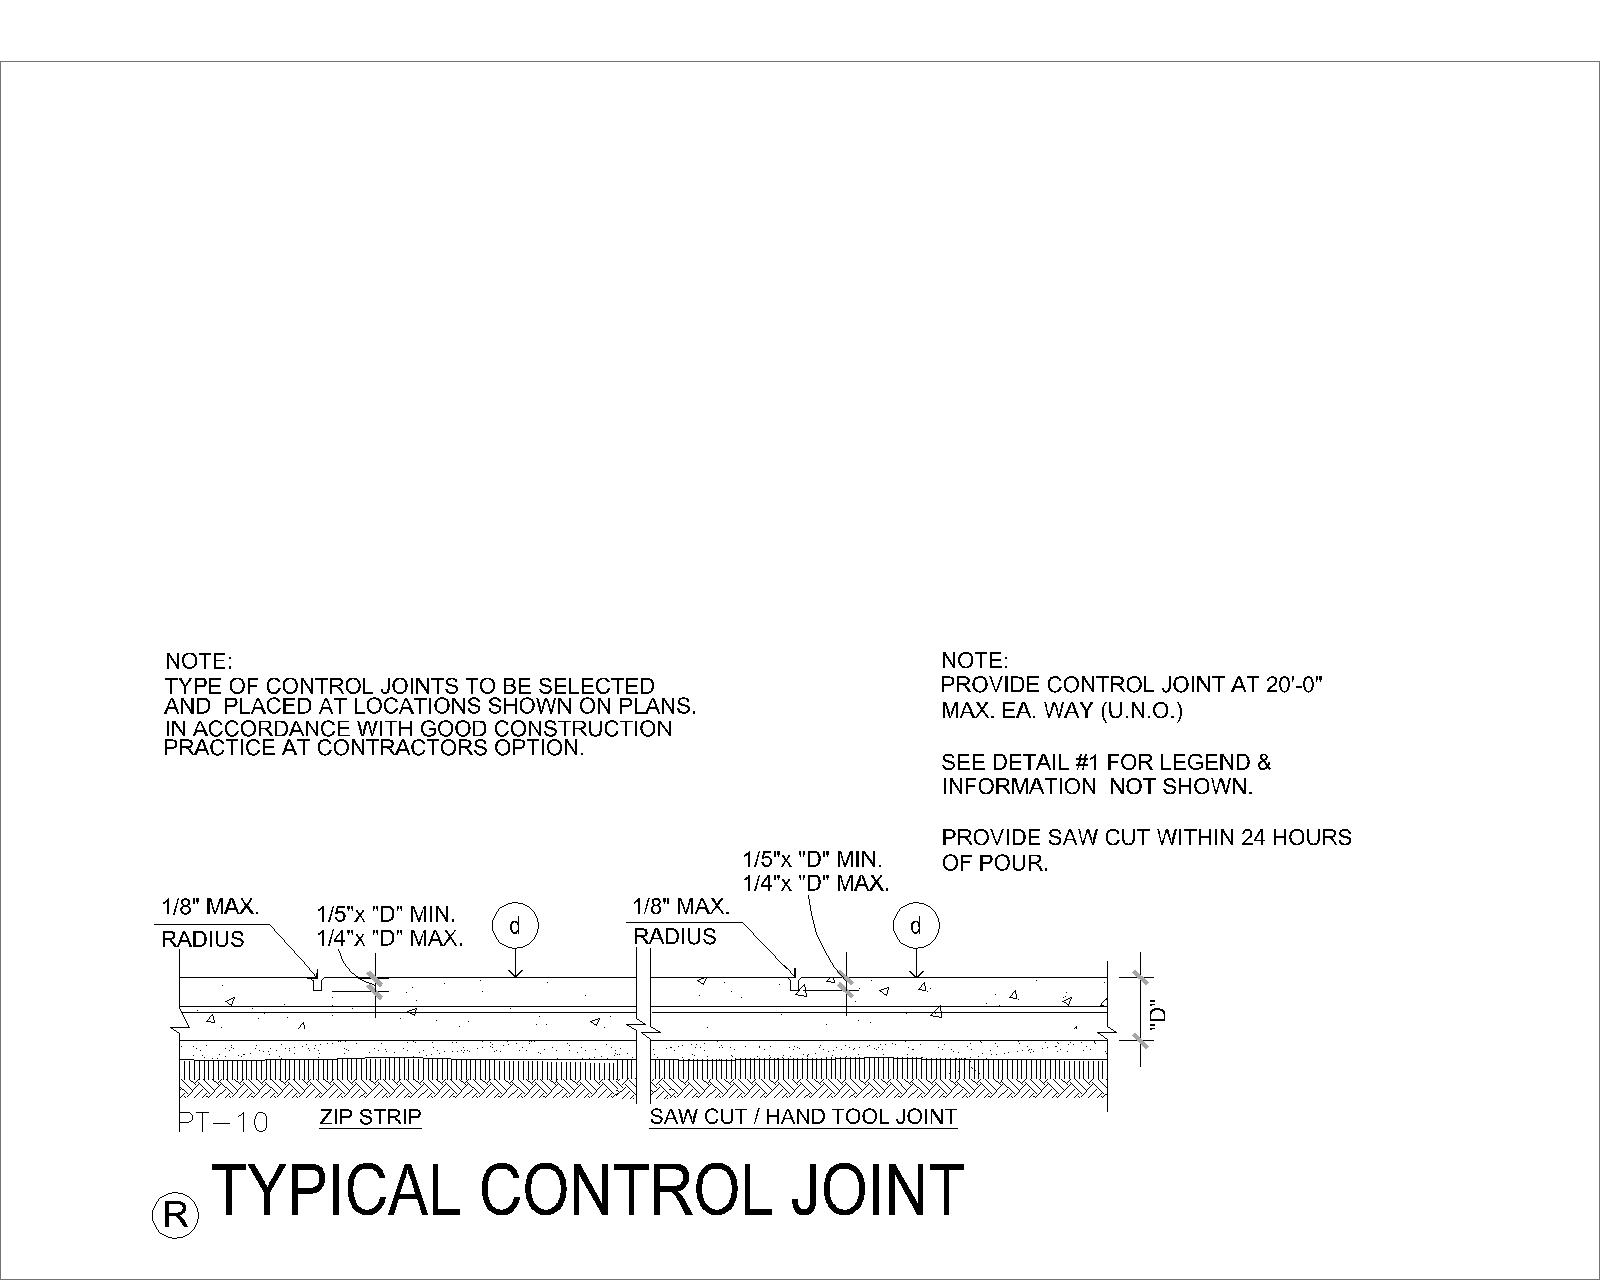 NOTE:
TYPE OF CONTROL JOINTS TO BE SELECTED
AND  PLACED AT LOCATIONS SHOWN ON PLANS.
IN ACCORDANCE WITH GOOD CONSTRUCTION
PRACTICE AT CONTRACTORS OPTION.
NOTE:
PROVIDE CONTROL JOINT AT 20'-0"
MAX. EA. WAY (U.N.O.)
SEE DETAIL #1 FOR LEGEND &
INFORMATION  NOT SHOWN.
PROVIDE SAW CUT WITHIN 24 HOURS
OF POUR.
1/8" MAX.
RADIUS
1/5"x "D" MIN.
1/4"x "D" MAX.
d
1/8" MAX.
RADIUS
1/5"x "D" MIN.
1/4"x "D" MAX.
d
"D"
PT-10
ZIP STRIP
SAW CUT / HAND TOOL JOINT
R
TYPICAL CONTROL JOINT